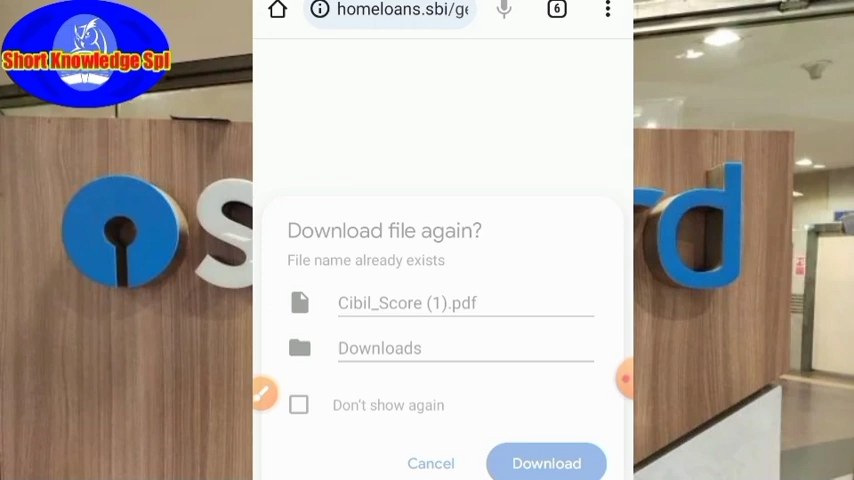 Short Knowledge Spl
homeloans.sbi/ge
6
S
rd
Download file again?
File name already exists
Cibil_Score (1).pdf
Downloads
Don't show again
Cancel
Download